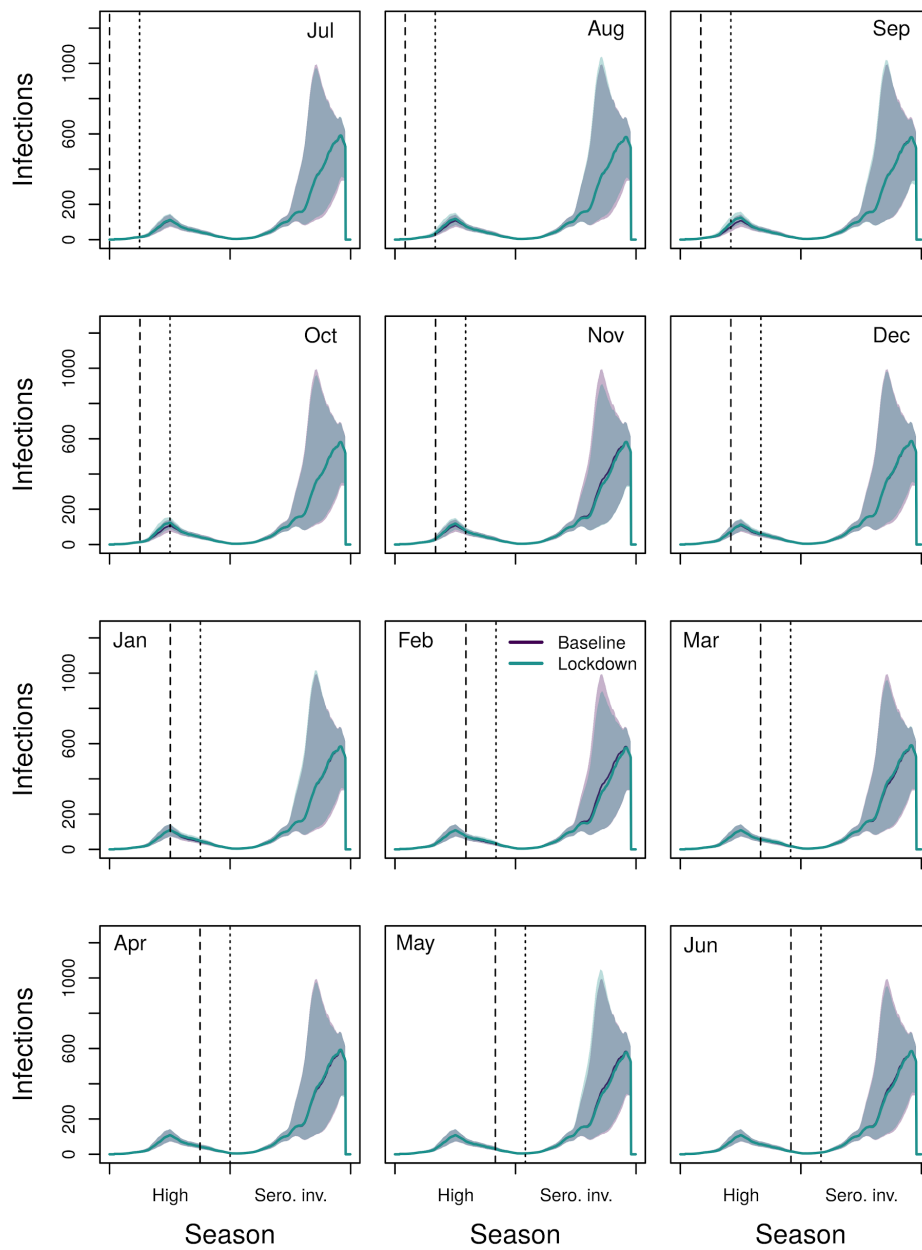 Jul
Aug
Sep
Infections
0 200 600 1000
Oct
Nov
Dec
Infections
0 200 600 1000
Jan
Feb
Mar
Baseline
Lockdown
Infections
0 200 600 1000
Apr
May
Jun
Infections
0 200 600 1000
High Sero. inv. High Sero. inv. High Sero. inv.
Season Season Season